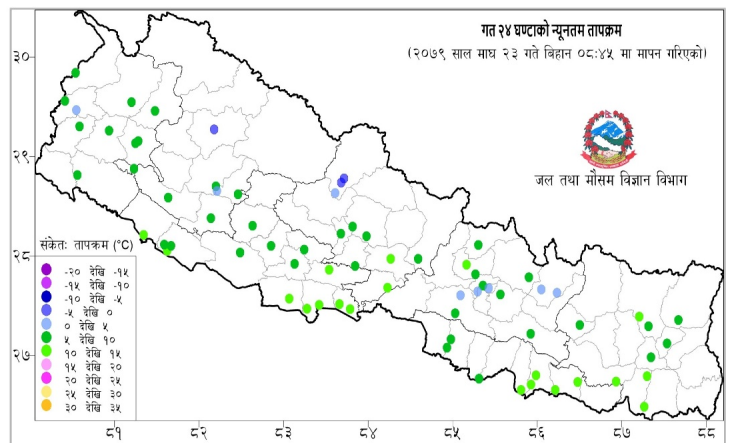 गत २४ घण्टाको न्यूनतम तापक्रम
(२०७९ साल माघ २३ गते बिहान ०८:४५ मा मापन गरिएको)
जल तथा मौसम विज्ञान विभाग
३०
२९
२८
२७
संकेतः तापक्रम (°C)
-२० देखि -१५
-१५ देखि -१०
-१० देखि -५
-५ देखि ०
० देखि ५
५ देखि १०
१० देखि १५
१५ देखि २०
२० देखि २५
२५ देखि ३०
३० देखि ३५
८१ ८२ ८३ ८४ ८५ ८६ ८७ ८८